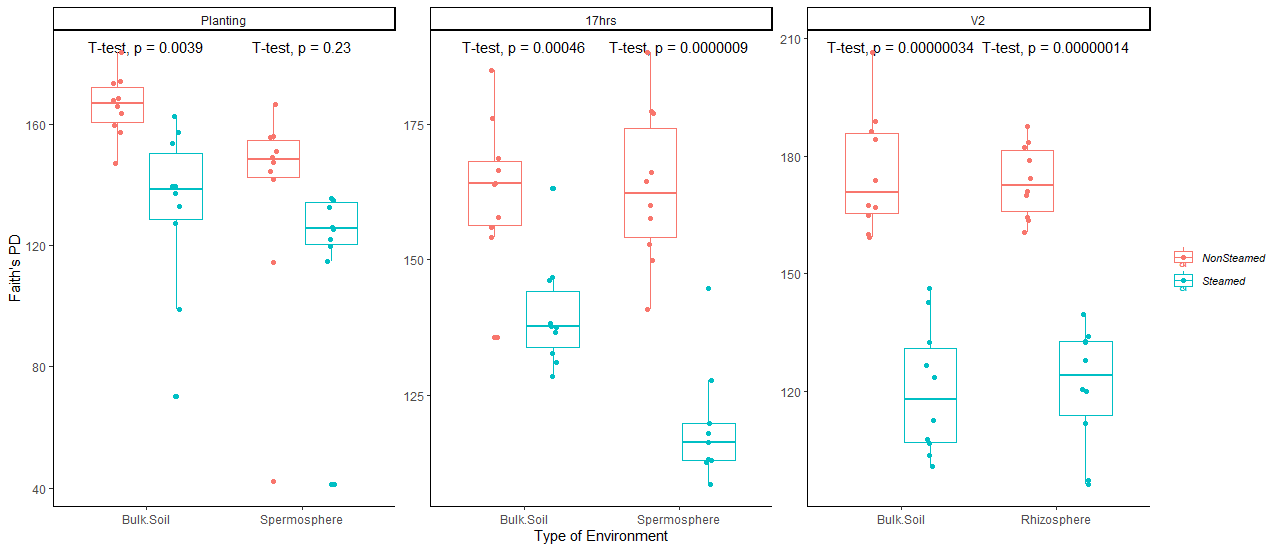 Planting
17hrs
V2
T-test, p = 0.0039
T-test, p = 0.23
T-test, p = 0.00046
T-test, p = 0.0000009
T-test, p = 0.00000034
T-test, p = 0.00000014
Faith's PD
160
120
80
40
175
150
125
210
180
150
120
Bulk.Soil
Spermosphere
Bulk.Soil
Spermosphere
Bulk.Soil
Rhizosphere
Type of Environment
a NonSteamed
a Steamed